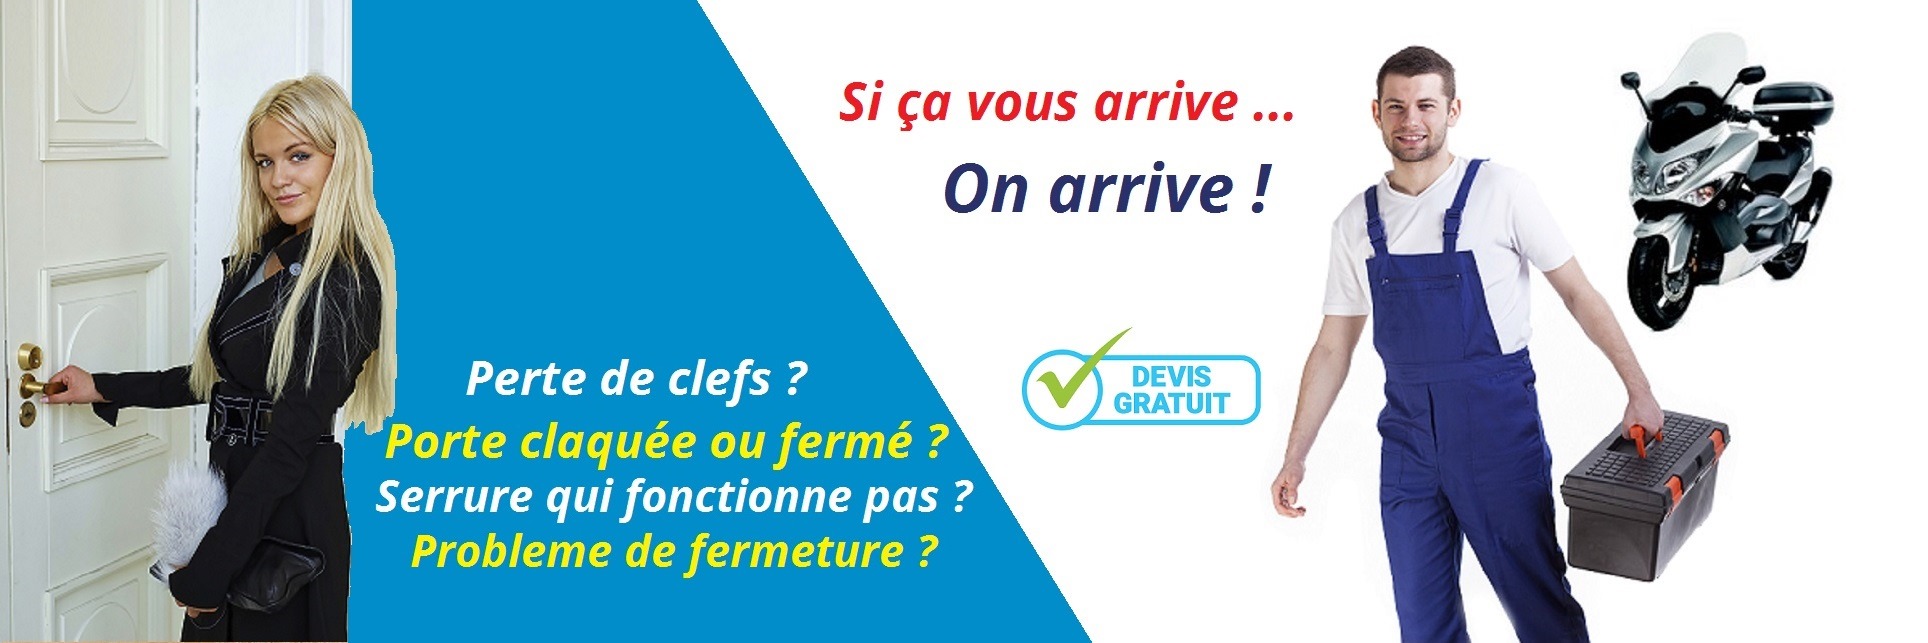 Si ça vous arrive ...
On arrive !
DEVIS
GRATUIT
Perte de clefs ?
Porte claquée ou fermé ?
Serrure qui fonctionne pas ?
Probleme de fermeture ?